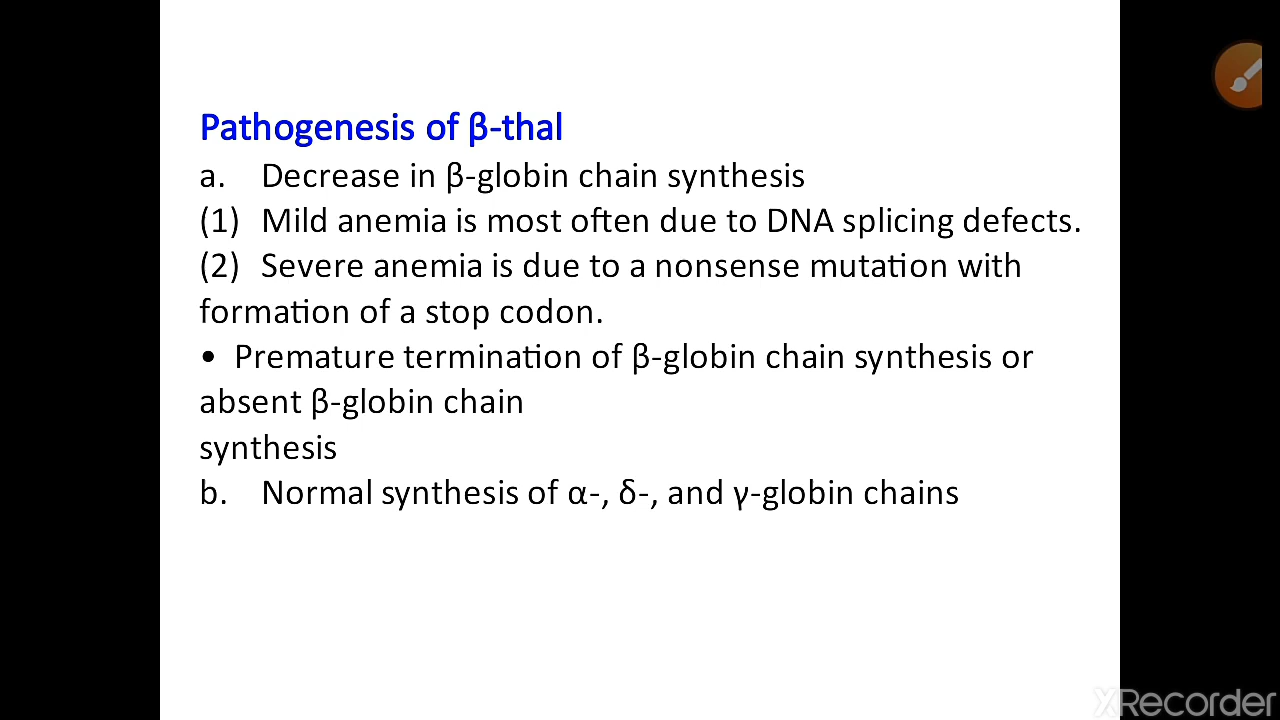 Pathogenesis of β-thal
a. Decrease in β-globin chain synthesis
(1) Mild anemia is most often due to DNA splicing defects.
(2) Severe anemia is due to a nonsense mutation with
formation of a stop codon.
• Premature termination of β-globin chain synthesis or
absent β-globin chain
synthesis
b. Normal synthesis of α-, δ-, and γ-globin chains
XRecorder